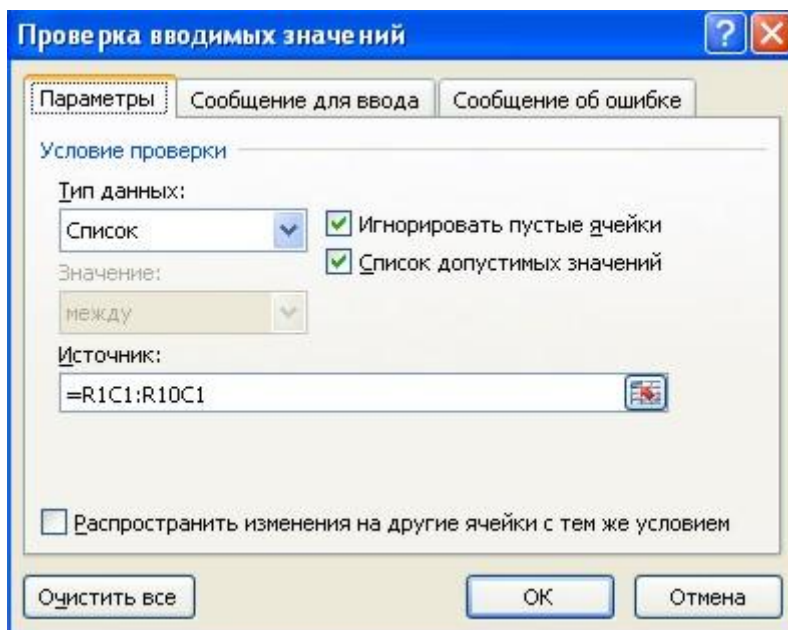 Проверка вводимых значений
Параметры
Сообщение для ввода
Сообщение об ошибке
Условие проверки
Тип данных:
Список
Игнорировать пустые ячейки
Значение:
Список допустимых значений
между
Источник:
=R1C1:R10C1
Распространить изменения на другие ячейки с тем же условием
Очистить все
ОК
Отмена